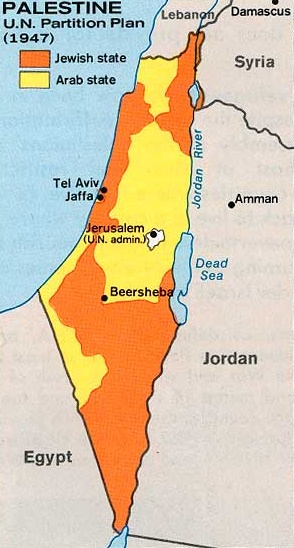 PALESTINE
U.N. Partition Plan
(1947)
Jewish state
Arab state
Lebanon
Damascus
Syria
Jordan River
Tel Aviv
Jaffa
Amman
Jerusalem
(U.N. admin.)
Dead
Sea
Beersheba
Jordan
Egypt